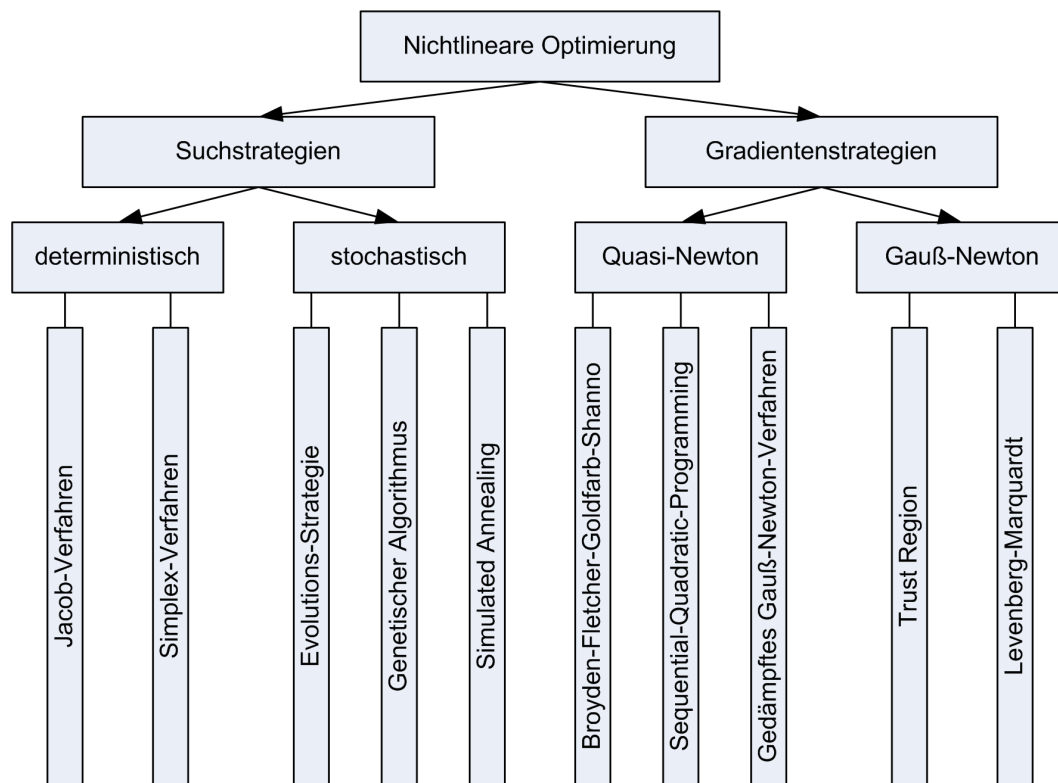 Nichtlineare Optimierung
Suchstrategien
Gradientenstrategien
deterministisch
stochastisch
Quasi-Newton
Gauß-Newton
Jacob-Verfahren
Simplex-Verfahren
Evolutions-Strategie
Genetischer Algorithmus
Simulated Annealing
Broyden-Fletcher-Goldfarb-Shanno
Sequential-Quadratic-Programming
Gedämpftes Gauß-Newton-Verfahren
Trust Region
Levenberg-Marquardt